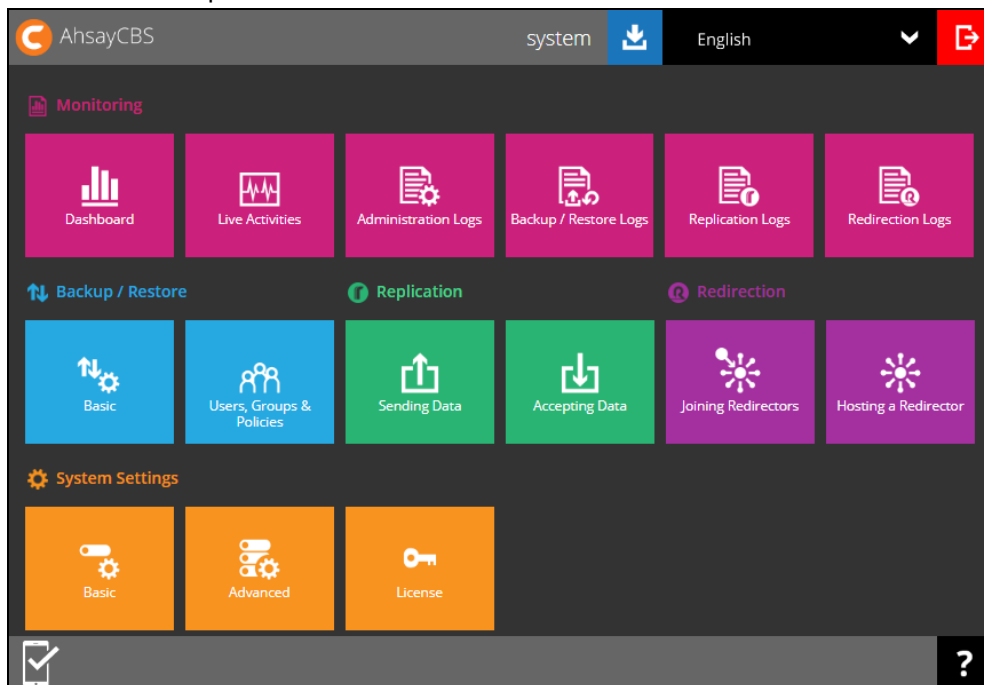 AhsayCBS
system
English
Monitoring
Dashboard
Live Activities
Administration Logs
Backup / Restore Logs
Replication Logs
Redirection Logs
Backup / Restore
Replication
Redirection
Basic
Users, Groups &
Policies
Sending Data
Accepting Data
Joining Redirectors
Hosting a Redirector
System Settings
Basic
Advanced
License
?